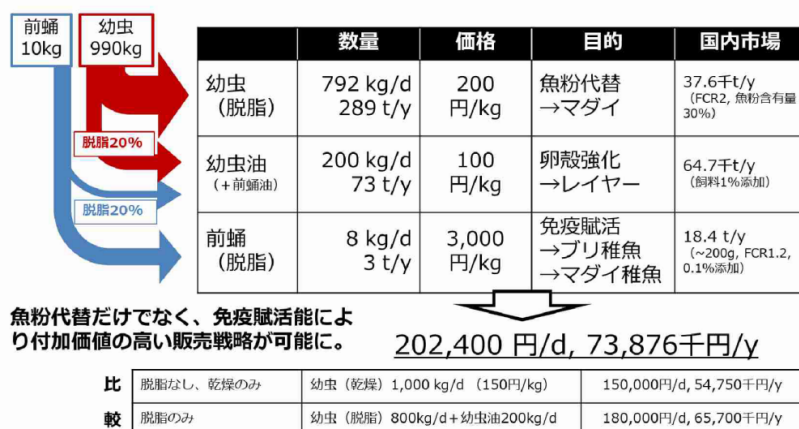 前蛹
10kg
幼虫
990kg
脱脂20%
脱脂20%
数量 価格 目的 国内市場
幼虫
（脱脂）
792 kg/d
289 t/y
200
円/kg
魚粉代替
→マダイ
37.6千t/y
(FCR2, 魚粉含有量
30%)
幼虫油
（＋前蛹油）
200 kg/d
73 t/y
100
円/kg
卵殻強化
→レイヤー
64.7千t/y
(飼料1%添加)
前蛹
（脱脂）
8 kg/d
3 t/y
3,000
円/kg
免疫賦活
→ブリ稚魚
→マダイ稚魚
18.4 t/y
(~200g, FCR1.2,
0.1%添加)
魚粉代替だけでなく、免疫賦活能によ
り付加価値の高い販売戦略が可能に。
202,400 円/d, 73,876千円/y
比 脱脂なし、乾燥のみ 幼虫（乾燥）1,000 kg/d （150円/kg） 150,000円/d, 54,750千円/y
較 脱脂のみ 幼虫（脱脂）800kg/d＋幼虫油200kg/d 180,000円/d, 65,700千円/y